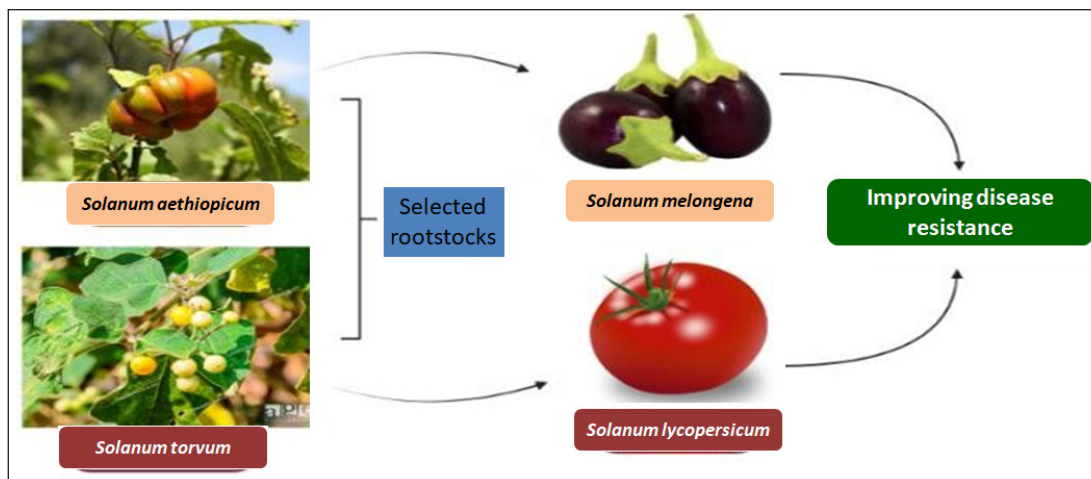 Solanum aethiopicum
Selected
rootstocks
Solanum torvum
Solanum melongena
Solanum lycopersicum
Improving disease
resistance